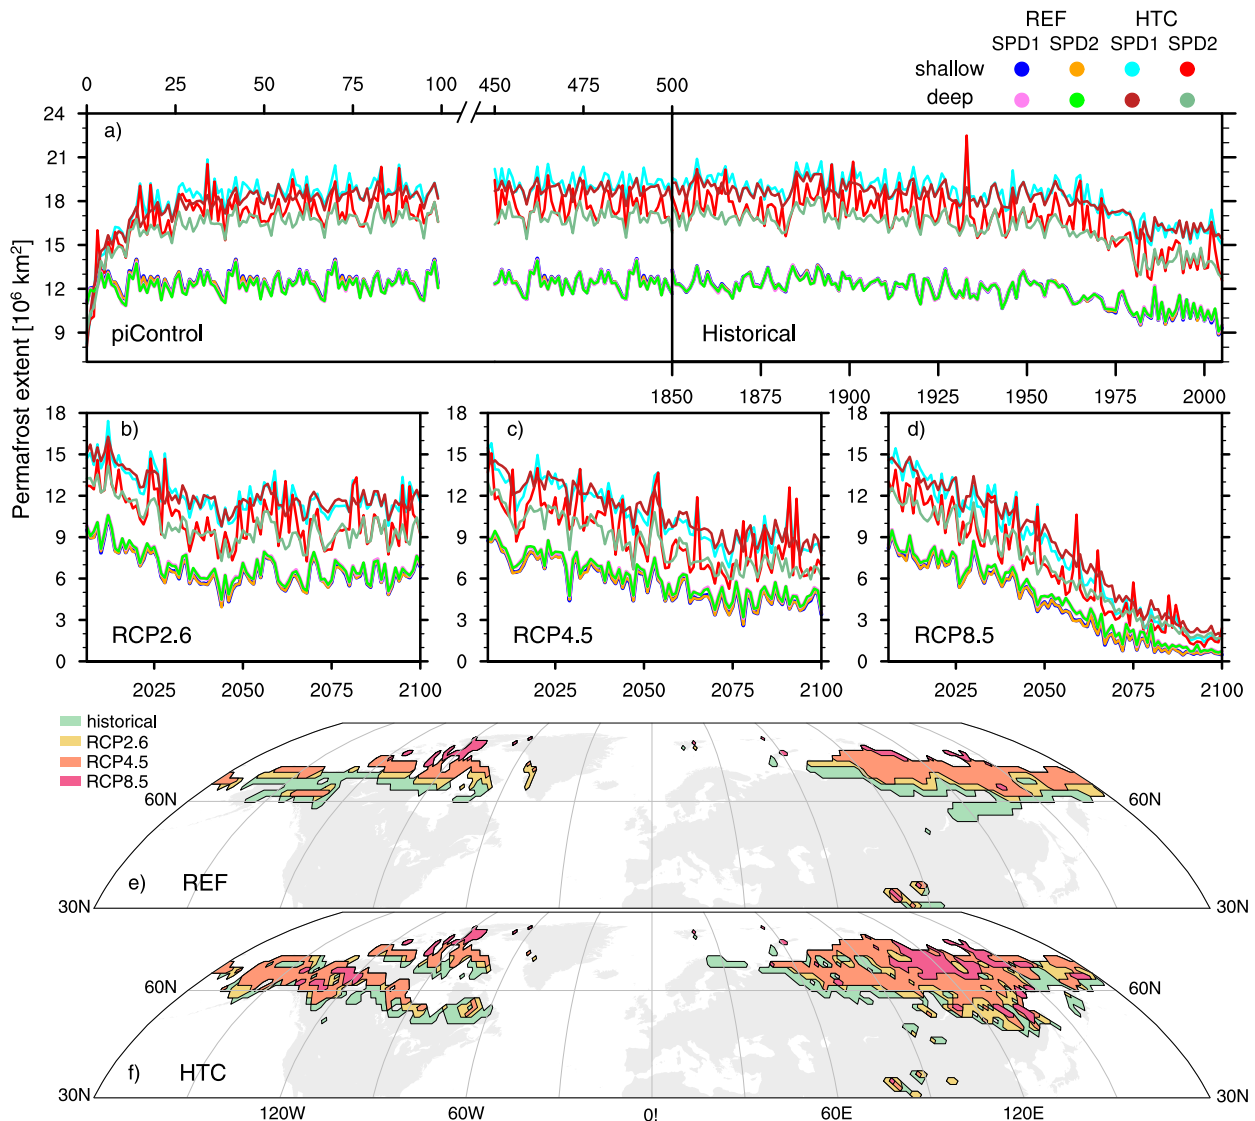 REF HTC
SPD1 SPD2 SPD1 SPD2
shallow
deep
0 25 50 75 100 450 475 500
24
21
18
15
12
9
a)
piControl
Historical
Permafrost extent [10⁶ km²]
1850 1875 1900 1925 1950 1975 2000
18
15
12
9
6
3
0
b)
RCP2.6
2025 2050 2075 2100
18
15
12
9
6
3
0
c)
RCP4.5
2025 2050 2075 2100
18
15
12
9
6
3
0
d)
RCP8.5
2025 2050 2075 2100
historical
RCP2.6
RCP4.5
RCP8.5
60N 60N
e) REF
30N 30N
60N 60N
f) HTC
30N 30N
120W 60W 0! 60E 120E